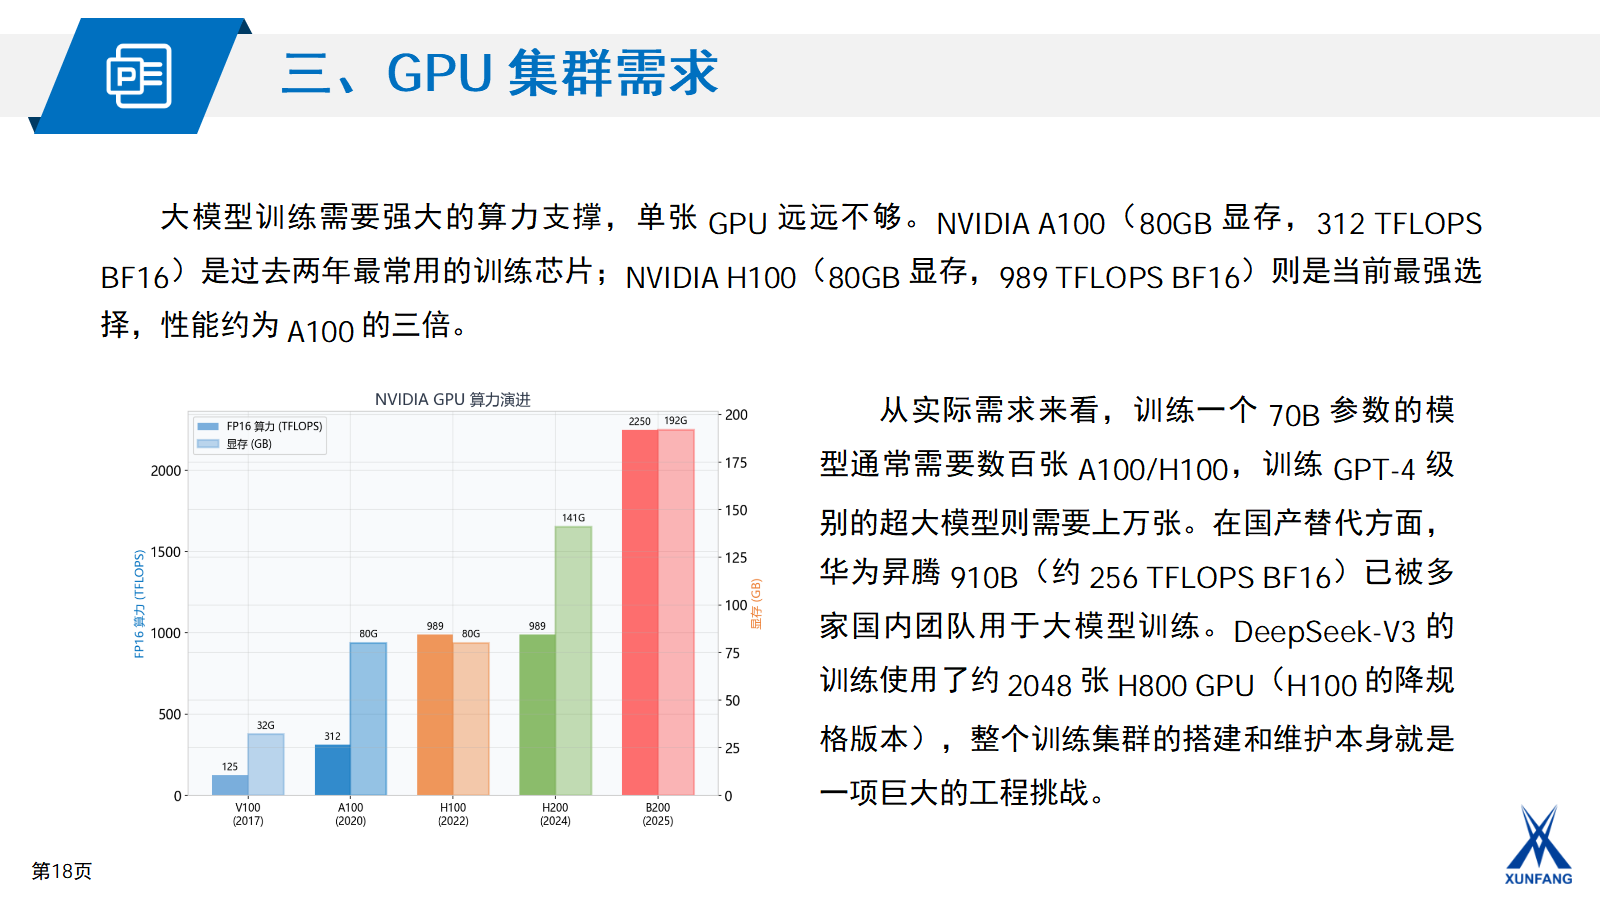 三、GPU 集群需求
大模型训练需要强大的算力支撑，单张 GPU 远远不够。NVIDIA A100（80GB 显存，312 TFLOPS
BF16）是过去两年最常用的训练芯片；NVIDIA H100（80GB 显存，989 TFLOPS BF16）则是当前最强选
择，性能约为 A100 的三倍。
NVIDIA GPU 算力演进
FP16 算力 (TFLOPS)
显存 (GB)
FP16 算力 (TFLOPS)
2000
1500
1000
500
0
125
32G
312
80G
989
80G
989
141G
2250
192G
200
175
150
125
100
75
50
25
0
显存 (GB)
V100
(2017)
A100
(2020)
H100
(2022)
H200
(2024)
B200
(2025)
从实际需求来看，训练一个 70B 参数的模
型通常需要数百张 A100/H100，训练 GPT-4 级
别的超大模型则需要上万张。在国产替代方面，
华为昇腾 910B（约 256 TFLOPS BF16）已被多
家国内团队用于大模型训练。DeepSeek-V3 的
训练使用了约 2048 张 H800 GPU（H100 的降规
格版本），整个训练集群的搭建和维护本身就是
一项巨大的工程挑战。
第18页
XUNFANG